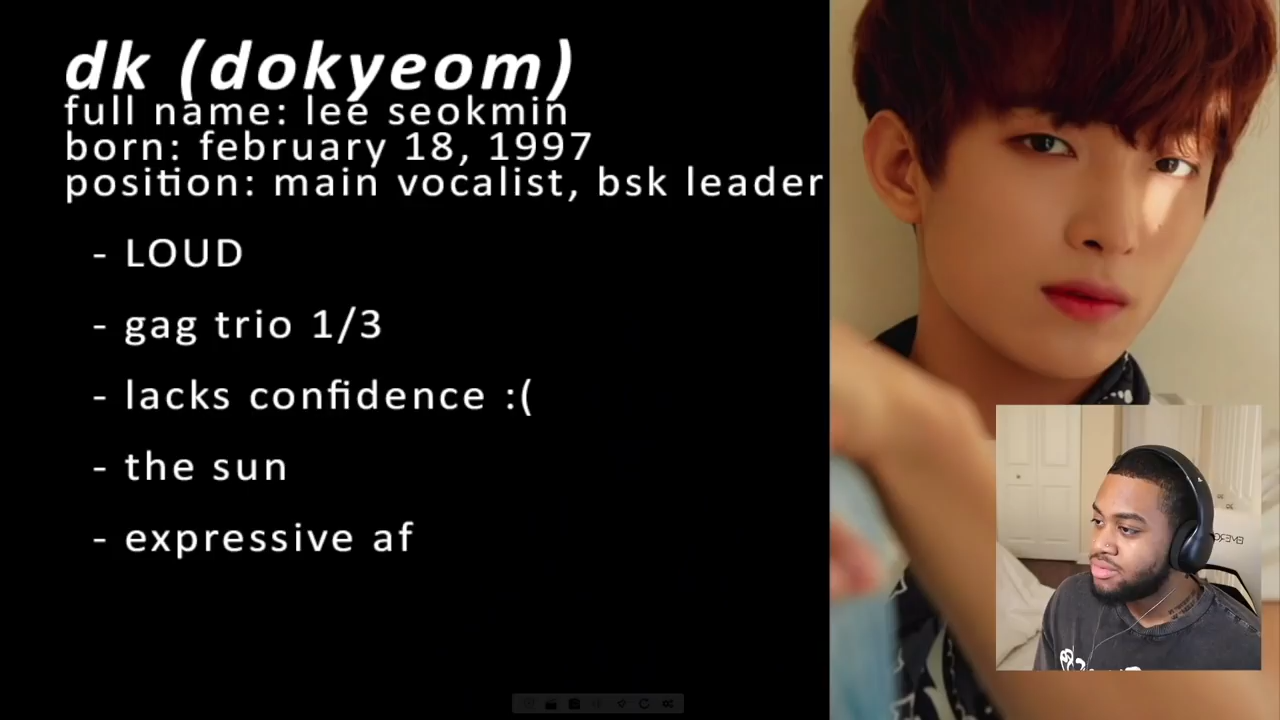 dk (dokyeom)
full name: lee seokmin
born: february 18, 1997
position: main vocalist, bsk leader
- LOUD
- gag trio 1/3
- lacks confidence :(
- the sun
- expressive af